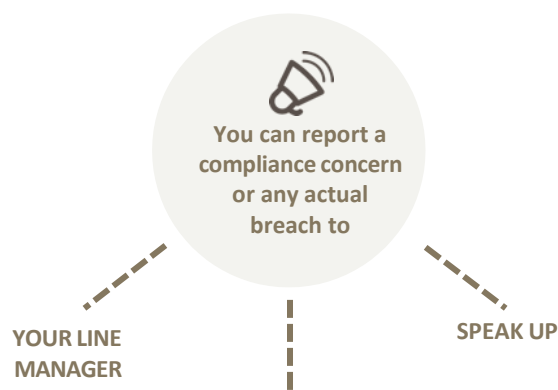 You can report a
compliance concern
or any actual
breach to
YOUR LINE
MANAGER
SPEAK UP